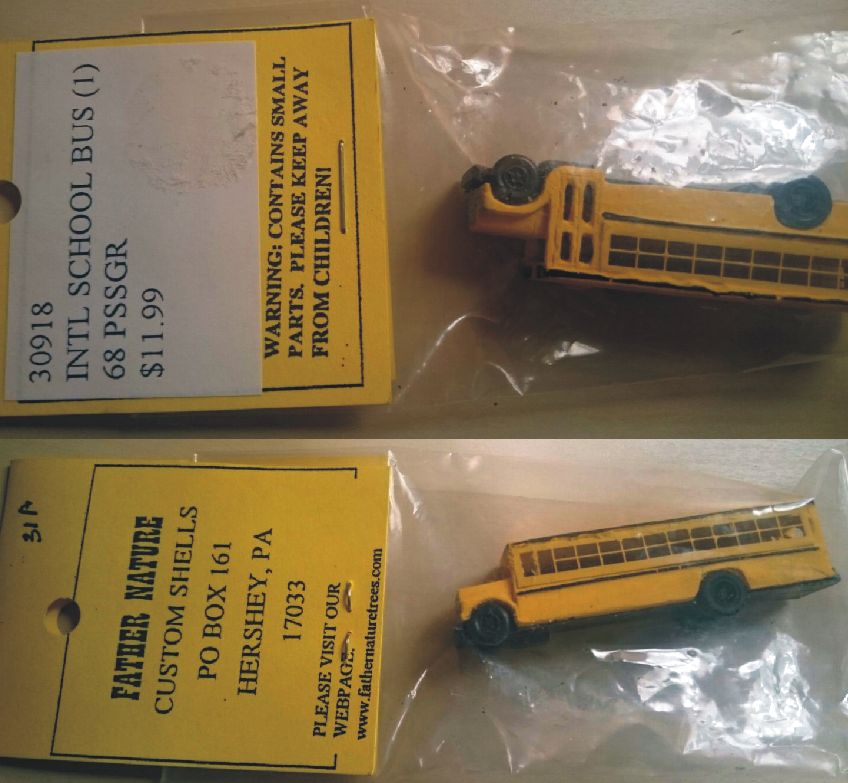 30918
INTL SCHOOL BUS (1)
68 PSSGR
$11.99
WARNING: CONTAINS SMALL
PARTS. PLEASE KEEP AWAY
FROM CHILDREN!
31A
FATHER NATURE
CUSTOM SHELLS
PO BOX 161
HERSHEY, PA
17033
PLEASE VISIT OUR
WEBPAGE:
www.fathernaturetrees.com